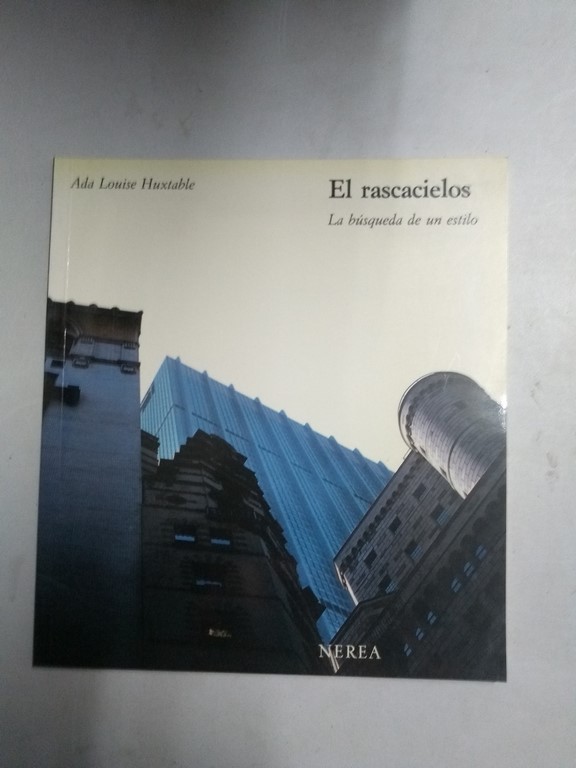 Ada Louise Huxtable
El rascacielos
La búsqueda de un estilo
NEREA